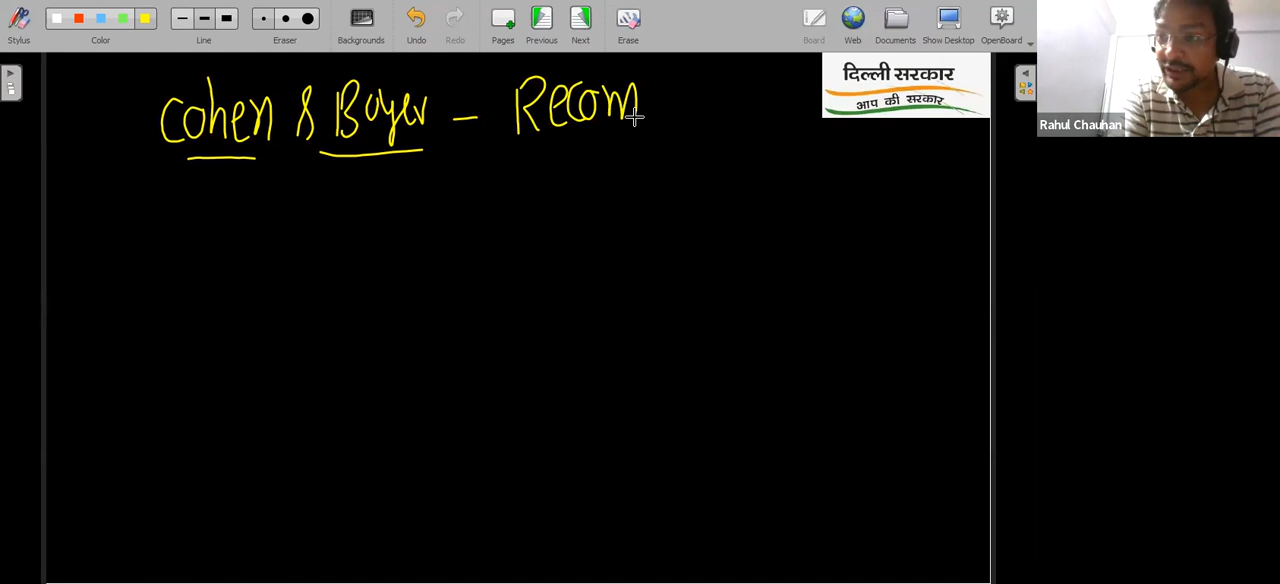 Stylus
Color
Line
Eraser
Backgrounds
Undo
Redo
Pages
Previous
Next
Erase
Board
Web
Documents
Show Desktop
OpenBoard
Cohen & Boyer - Recom
दिल्ली सरकार
आप की सरकार
Rahul Chauhan